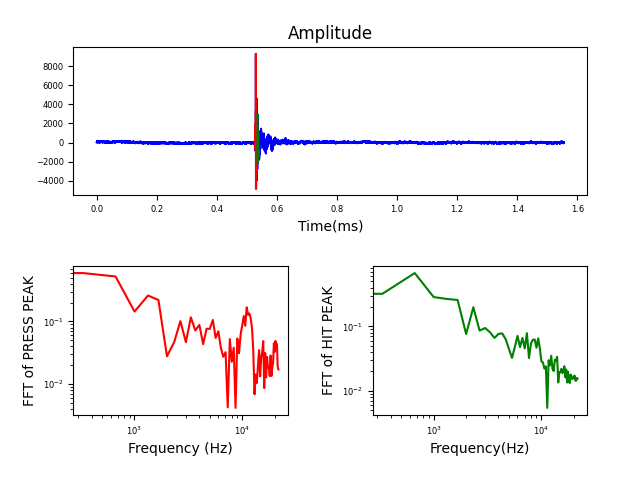 Amplitude
8000
6000
4000
2000
0
−2000
−4000
0.0 0.2 0.4 0.6 0.8 1.0 1.2 1.4 1.6
Time(ms)
FFT of PRESS PEAK
10⁻¹
10⁻²
10³ 10⁴
Frequency (Hz)
FFT of HIT PEAK
10⁻¹
10⁻²
10³ 10⁴
Frequency(Hz)